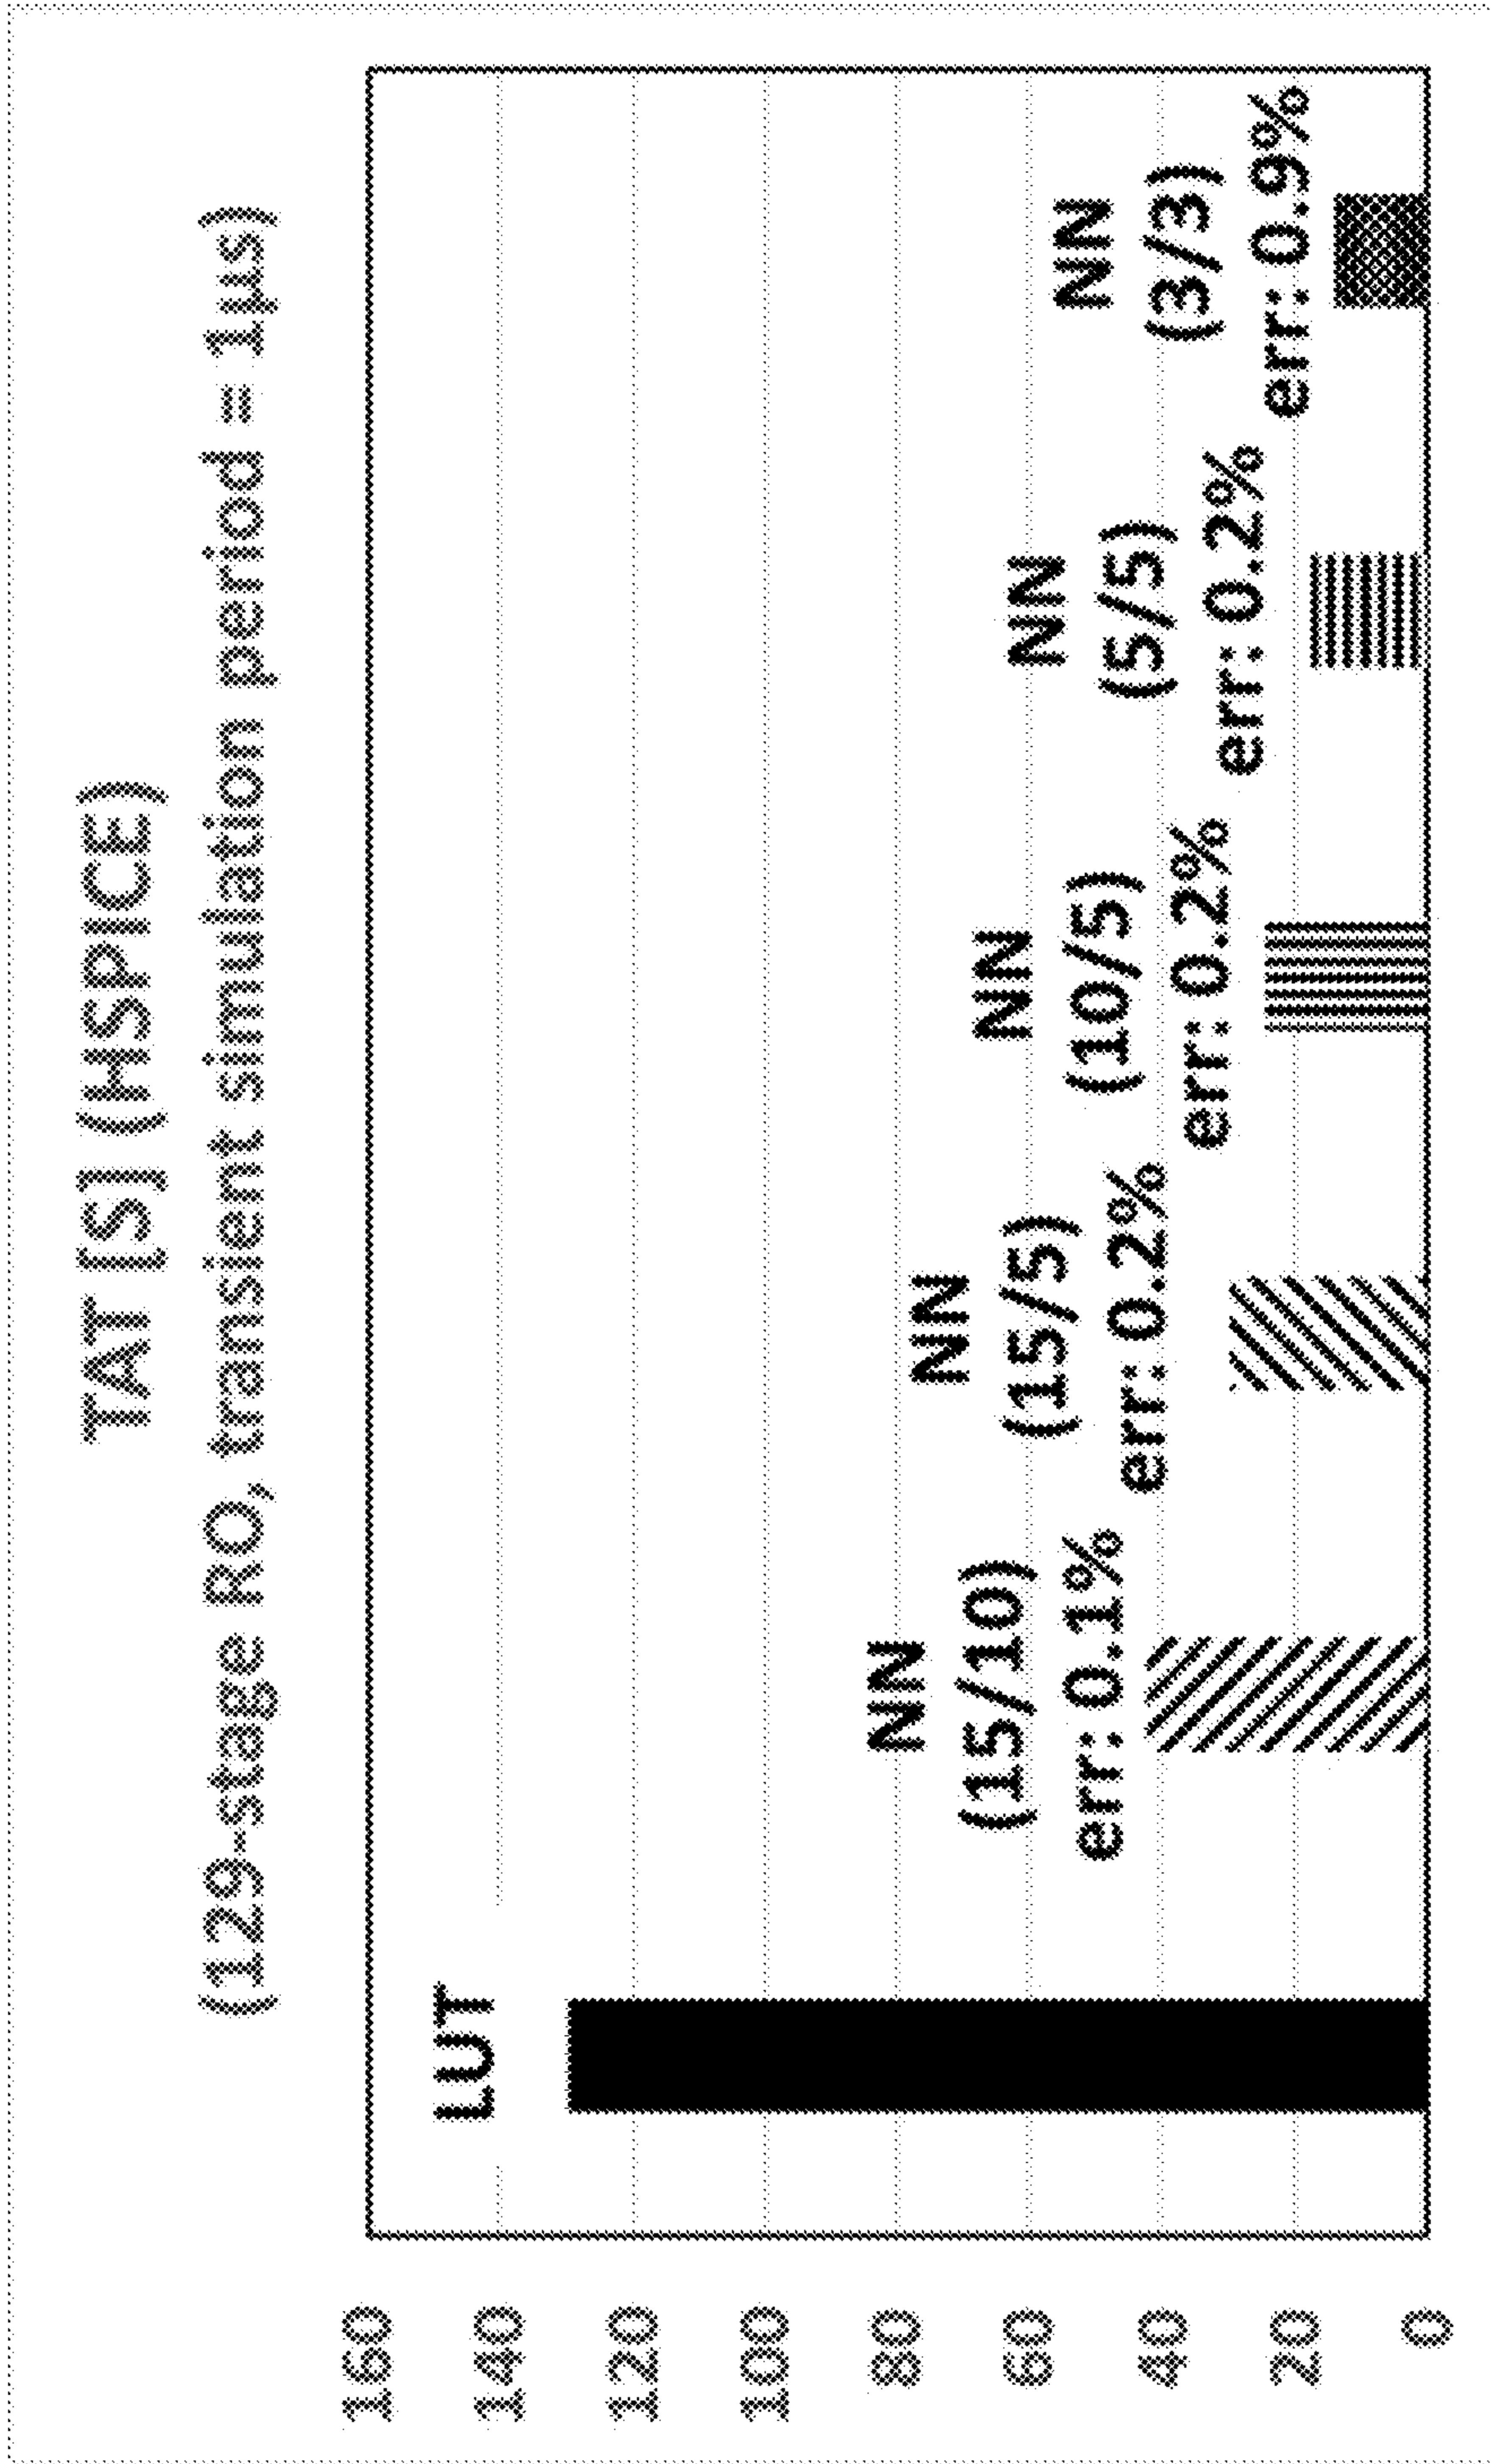 TAT [S] (HSPICE)
(129-stage RO, transient simulation period = 1μs)
160
140
120
100
80
60
40
20
0
LUT
NN
(15/10)
err: 0.1%
NN
(15/5)
err: 0.2%
NN
(10/5)
err: 0.2%
NN
(5/5)
err: 0.2%
NN
(3/3)
err: 0.9%